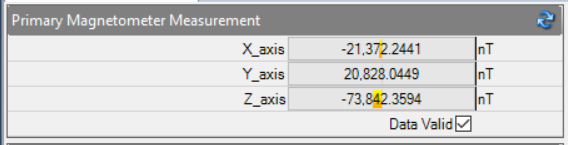 Primary Magnetometer Measurement
X_axis -21,372.2441 nT
Y_axis 20,828.0449 nT
Z_axis -73,842.3594 nT
Data Valid